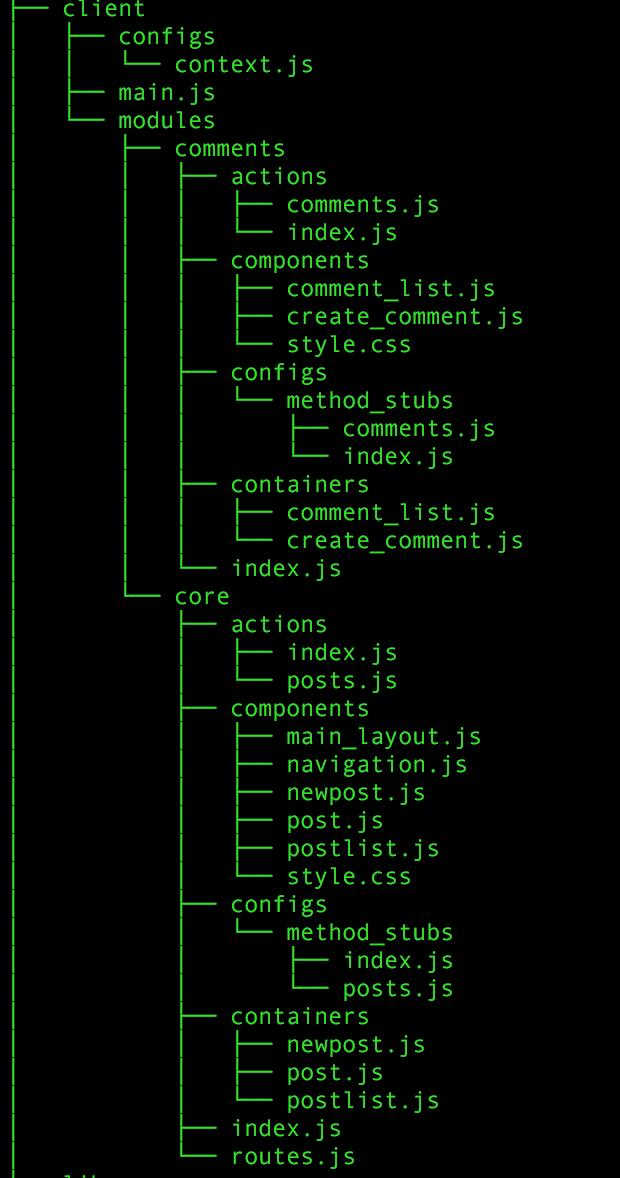 ├── client
│   ├── configs
│   │   └── context.js
│   ├── main.js
│   └── modules
│       ├── comments
│       │   ├── actions
│       │   │   ├── comments.js
│       │   │   └── index.js
│       │   ├── components
│       │   │   ├── comment_list.js
│       │   │   ├── create_comment.js
│       │   │   └── style.css
│       │   ├── configs
│       │   │   └── method_stubs
│       │   │       ├── comments.js
│       │   │       └── index.js
│       │   ├── containers
│       │   │   ├── comment_list.js
│       │   │   └── create_comment.js
│       │   └── index.js
│       └── core
│           ├── actions
│           │   ├── index.js
│           │   └── posts.js
│           ├── components
│           │   ├── main_layout.js
│           │   ├── navigation.js
│           │   ├── newpost.js
│           │   ├── post.js
│           │   ├── postlist.js
│           │   └── style.css
│           ├── configs
│           │   └── method_stubs
│           │       ├── index.js
│           │       └── posts.js
│           ├── containers
│           │   ├── newpost.js
│           │   ├── post.js
│           │   └── postlist.js
│           ├── index.js
│           └── routes.js